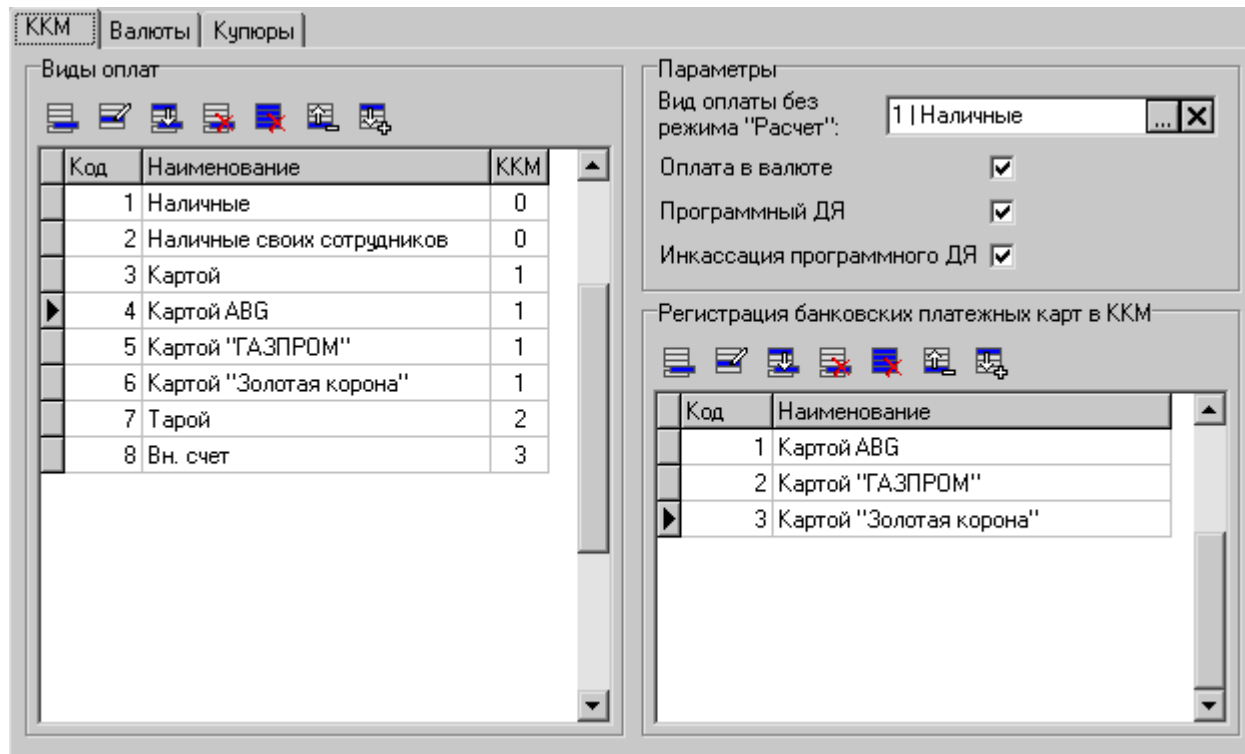 ККМ Валюты Купюры
Виды оплат
Код Наименование ККМ
1 Наличные 0
2 Наличные своих сотрудников 0
3 Картой 1
4 Картой ABG 1
5 Картой "ГАЗПРОМ" 1
6 Картой "Золотая корона" 1
7 Тарой 2
8 Вн. счет 3
Параметры
Вид оплаты без
режима "Расчет": 1 | Наличные ...
Оплата в валюте
Программный ДЯ
Инкассация программного ДЯ
Регистрация банковских платежных карт в ККМ
Код Наименование
1 Картой ABG
2 Картой "ГАЗПРОМ"
3 Картой "Золотая корона"